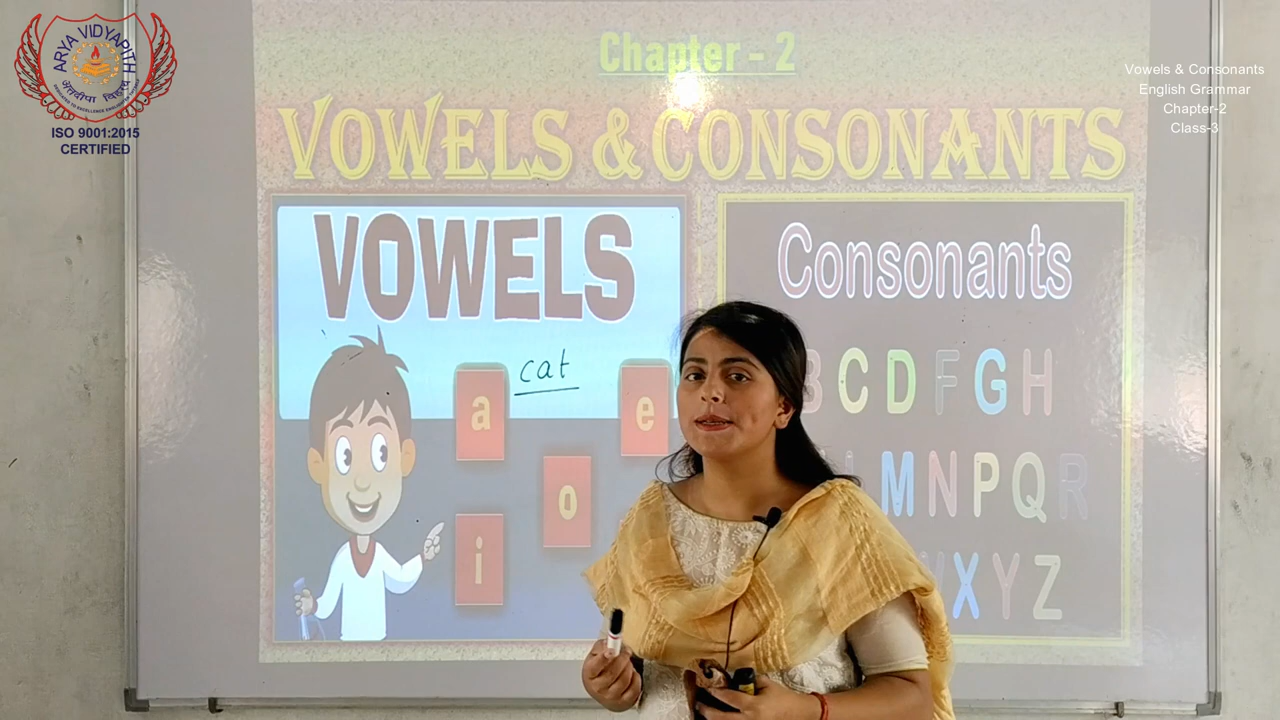 ARYA VIDYAPITH
ISO 9001:2015
CERTIFIED
Vowels & Consonants
English Grammar
Chapter-2
Class-3
Chapter - 2
VOWELS & CONSONANTS
VOWELS
cat
a e
o
i
Consonants
B C D F G H
M N P Q R
X Y Z